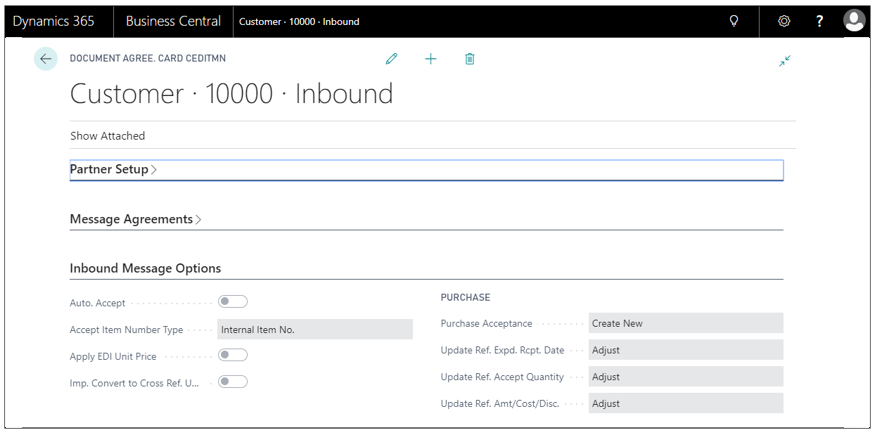 Dynamics 365 Business Central Customer · 10000 · Inbound ?
DOCUMENT AGREE. CARD CEDITMN
Customer · 10000 · Inbound
Show Attached
Partner Setup
Message Agreements
Inbound Message Options
Auto. Accept
Accept Item Number Type Internal Item No.
Apply EDI Unit Price
Imp. Convert to Cross Ref. U...
PURCHASE
Purchase Acceptance Create New
Update Ref. Expd. Rcpt. Date Adjust
Update Ref. Accept Quantity Adjust
Update Ref. Amt/Cost/Disc. Adjust